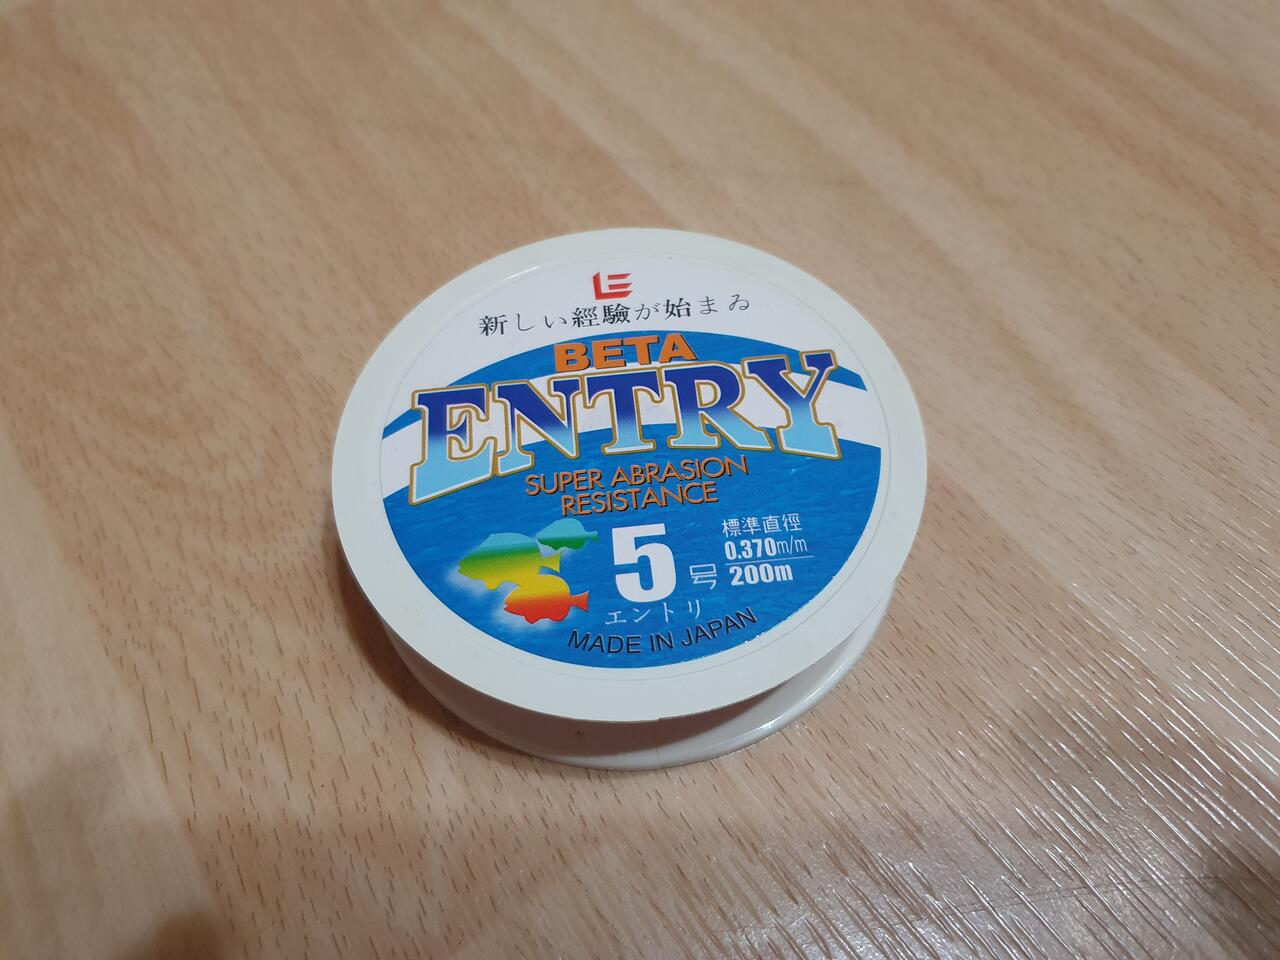 新しい經驗が始まゐ
BETA
ENTRY
SUPER ABRASION
RESISTANCE
5号
標準直徑
0.370m/m
200m
エントリ
MADE IN JAPAN